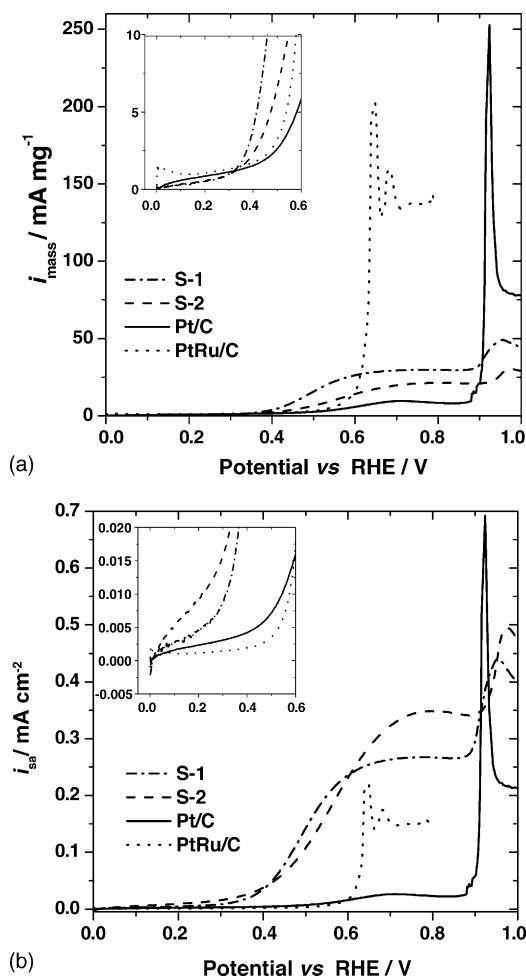 250
200
150
100
50
0
i_mass / mA mg⁻¹
10
5
0
0.0 0.2 0.4 0.6
S-1
S-2
Pt/C
PtRu/C
0.0 0.2 0.4 0.6 0.8 1.0
(a)
Potential vs RHE / V
0.7
0.6
0.5
0.4
0.3
0.2
0.1
0.0
i_sa / mA cm⁻²
0.020
0.015
0.010
0.005
0.000
-0.005
0.0 0.2 0.4 0.6
S-1
S-2
Pt/C
PtRu/C
0.0 0.2 0.4 0.6 0.8 1.0
(b)
Potential vs RHE / V